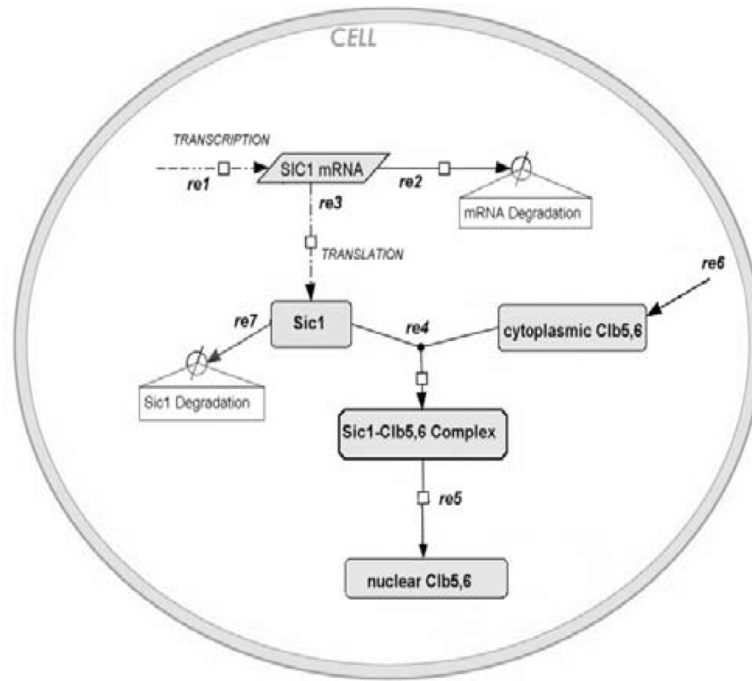 CELL
TRANSCRIPTION
re1
SIC1 mRNA
re2
re3
mRNA Degradation
TRANSLATION
re6
re7
Sic1
re4
cytoplasmic Clb5,6
Sic1 Degradation
Sic1-Clb5,6 Complex
re5
nuclear Clb5,6